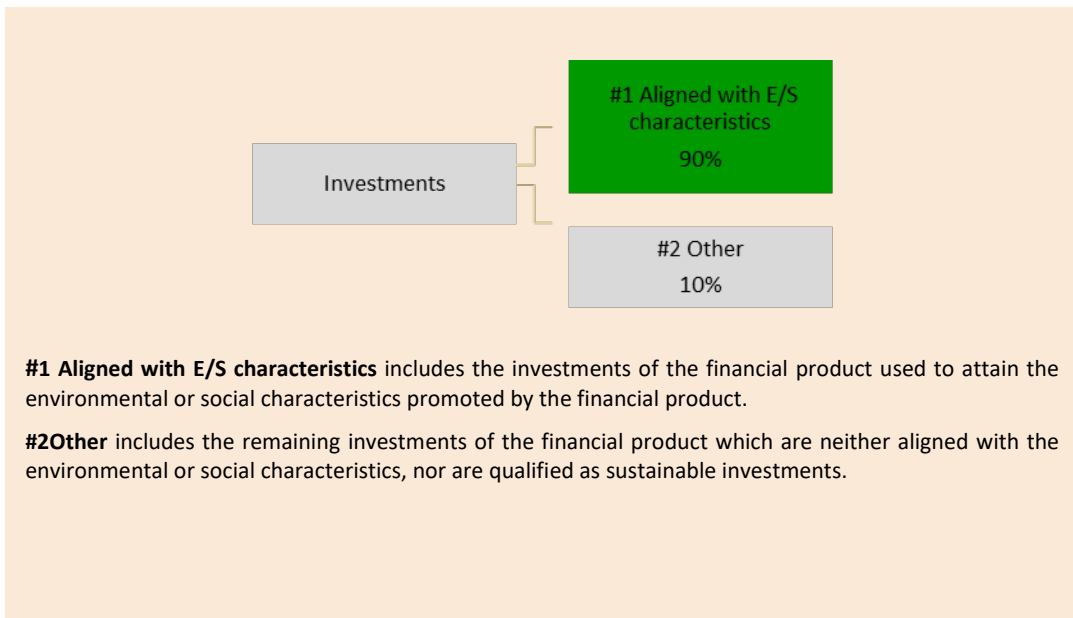 #1 Aligned with E/S
characteristics
90%
Investments
#2 Other
10%
#1 Aligned with E/S characteristics includes the investments of the financial product used to attain the
environmental or social characteristics promoted by the financial product.
#2Other includes the remaining investments of the financial product which are neither aligned with the
environmental or social characteristics, nor are qualified as sustainable investments.